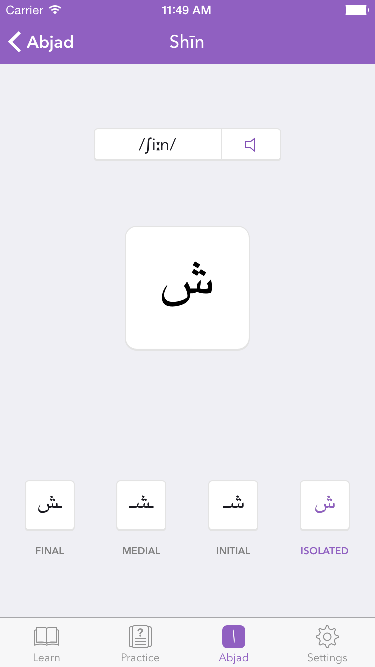 Carrier 11:49 AM
Abjad Shīn
/ʃiːn/
ش
ـش ـشـ شـ ش
FINAL MEDIAL INITIAL ISOLATED
? ا
Learn Practice Abjad Settings